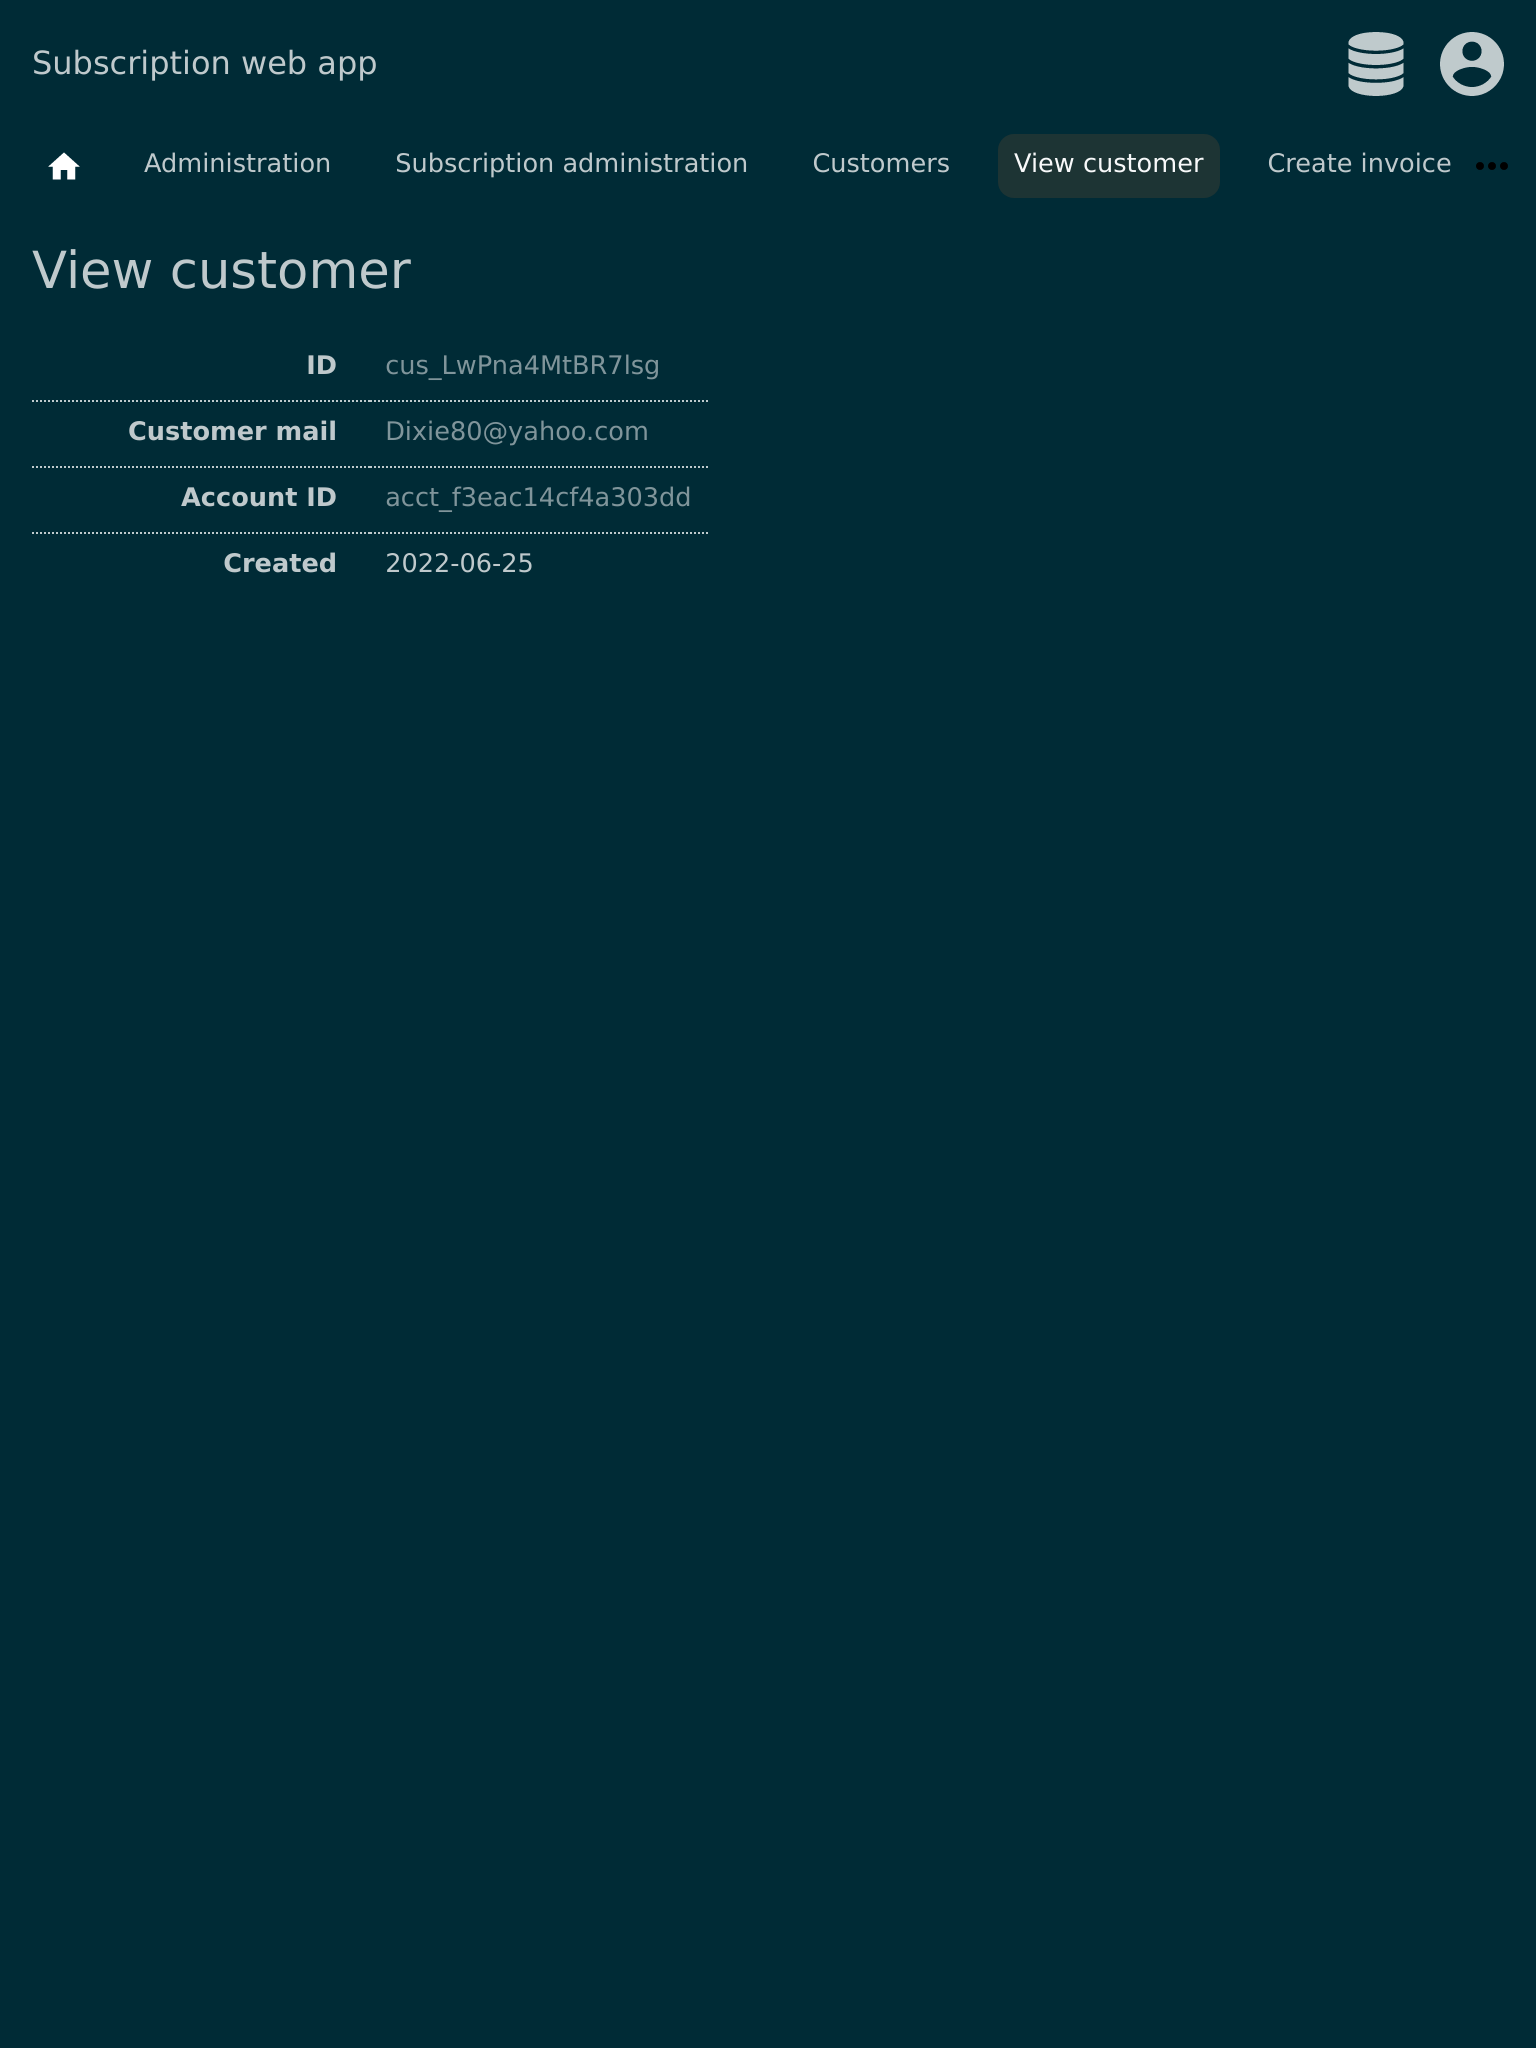 Subscription web app
Administration Subscription administration Customers View customer Create invoice
View customer
ID cus_LwPna4MtBR7lsg
Customer mail Dixie80@yahoo.com
Account ID acct_f3eac14cf4a303dd
Created 2022-06-25